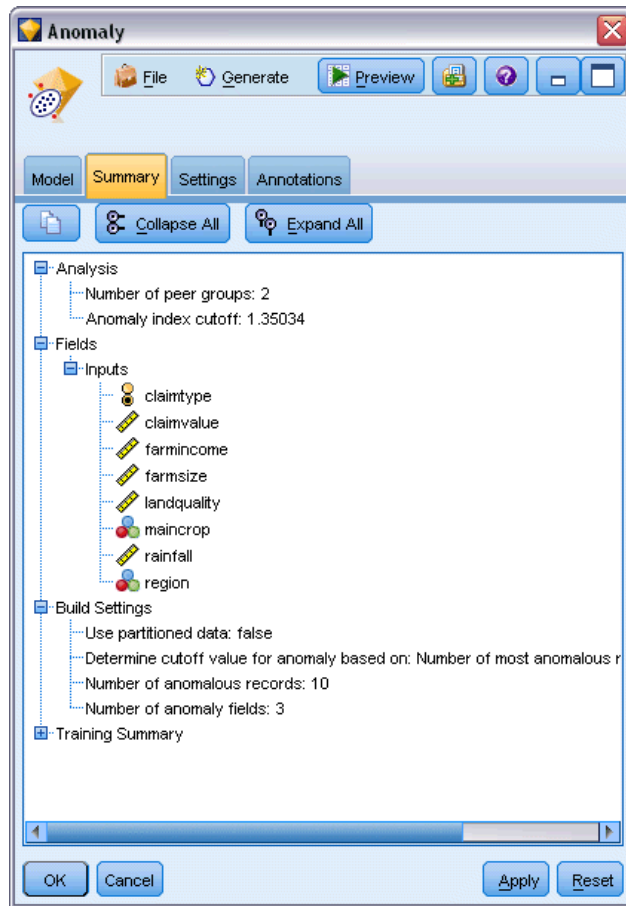 Anomaly
File Generate Preview
Model Summary Settings Annotations
Collapse All Expand All
Analysis
Number of peer groups: 2
Anomaly index cutoff: 1.35034
Fields
Inputs
claimtype
claimvalue
farmincome
farmsize
landquality
maincrop
rainfall
region
Build Settings
Use partitioned data: false
Determine cutoff value for anomaly based on: Number of most anomalous r
Number of anomalous records: 10
Number of anomaly fields: 3
Training Summary
OK Cancel Apply Reset